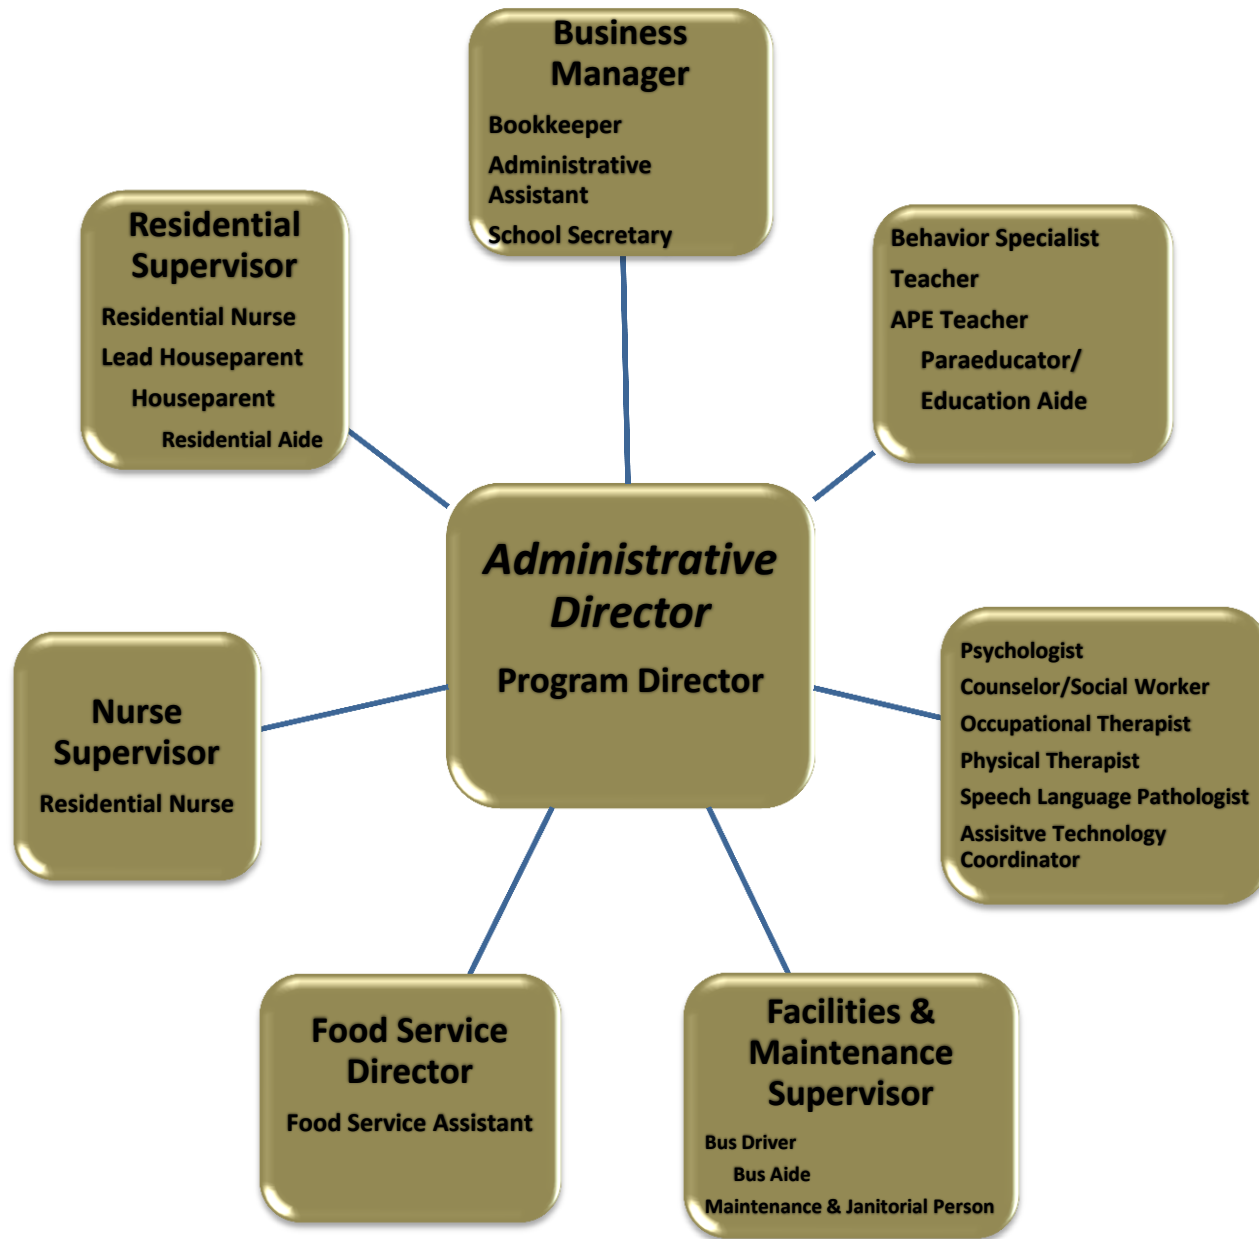 Business
Manager
Bookkeeper
Administrative
Assistant
School Secretary
Residential
Supervisor
Residential Nurse
Lead Houseparent
Houseparent
Residential Aide
Behavior Specialist
Teacher
APE Teacher
Paraeducator/
Education Aide
Administrative
Director
Program Director
Nurse
Supervisor
Residential Nurse
Psychologist
Counselor/Social Worker
Occupational Therapist
Physical Therapist
Speech Language Pathologist
Assisitve Technology
Coordinator
Food Service
Director
Food Service Assistant
Facilities &
Maintenance
Supervisor
Bus Driver
Bus Aide
Maintenance & Janitorial Person